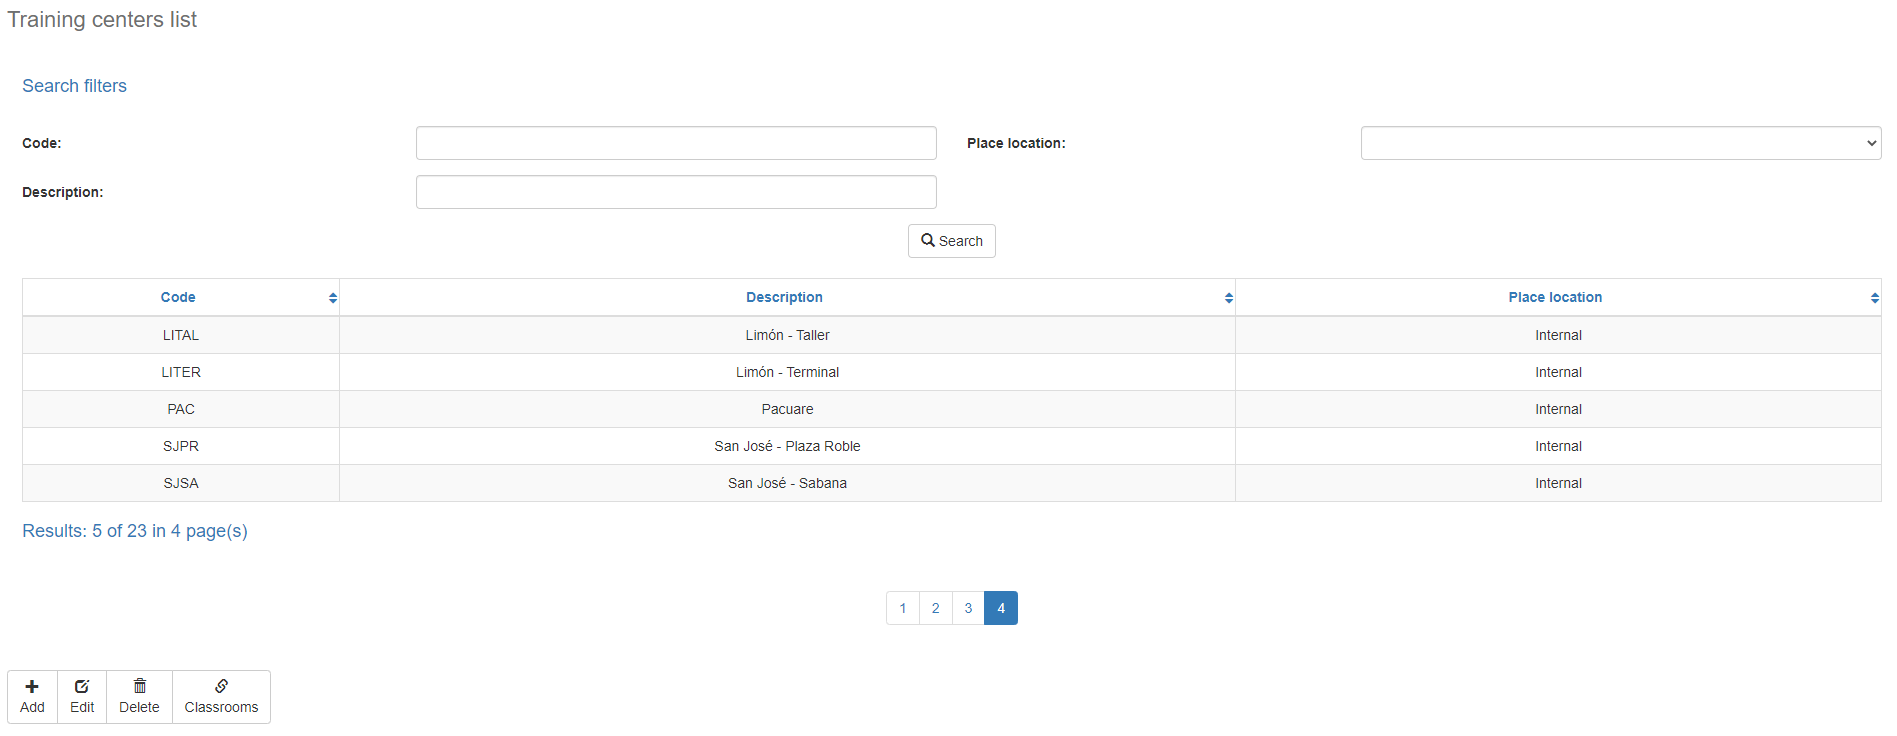 Training centers list
Search filters
Code: Place location:
Description:
Search
Code Description Place location
LITAL Limón - Taller Internal
LITER Limón - Terminal Internal
PAC Pacuare Internal
SJPR San José - Plaza Roble Internal
SJSA San José - Sabana Internal
Results: 5 of 23 in 4 page(s)
1 2 3 4
Add Edit Delete Classrooms